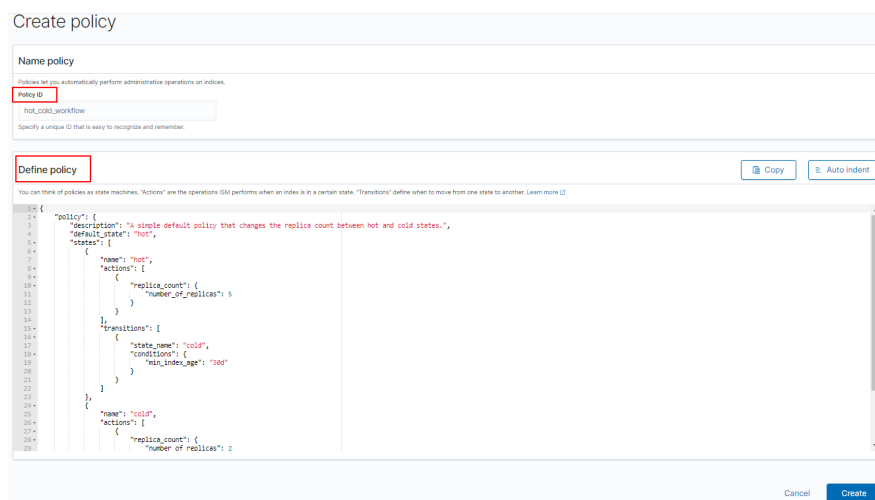 Create policy
Name policy
Policies let you automatically perform administrative operations on indices.
Policy ID
hot_cold_workflow
Specify a unique ID that is easy to recognize and remember.
Define policy
Copy
Auto indent
You can think of policies as state machines. "Actions" are the operations ISM performs when an index is in a certain state. "Transitions" define when to move from one state to another. Learn more
1 {
2 "policy": {
3 "description": "A simple default policy that changes the replica count between hot and cold states.",
4 "default_state": "hot",
5 "states": [
6 {
7 "name": "hot",
8 "actions": [
9 {
10 "replica_count": {
11 "number_of_replicas": 5
12 }
13 }
14 ],
15 "transitions": [
16 {
17 "state_name": "cold",
18 "conditions": {
19 "min_index_age": "30d"
20 }
21 }
22 ]
23 },
24 {
25 "name": "cold",
26 "actions": [
27 {
28 "replica_count": {
29 "number_of_replicas": 2
Cancel
Create